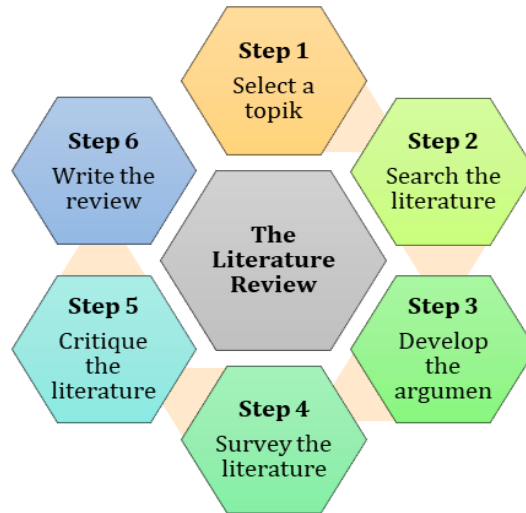 Step 1
Select a
topik
Step 2
Search the
literature
Step 3
Develop
the
argumen
Step 4
Survey the
literature
Step 5
Critique
the
literature
Step 6
Write the
review
The
Literature
Review